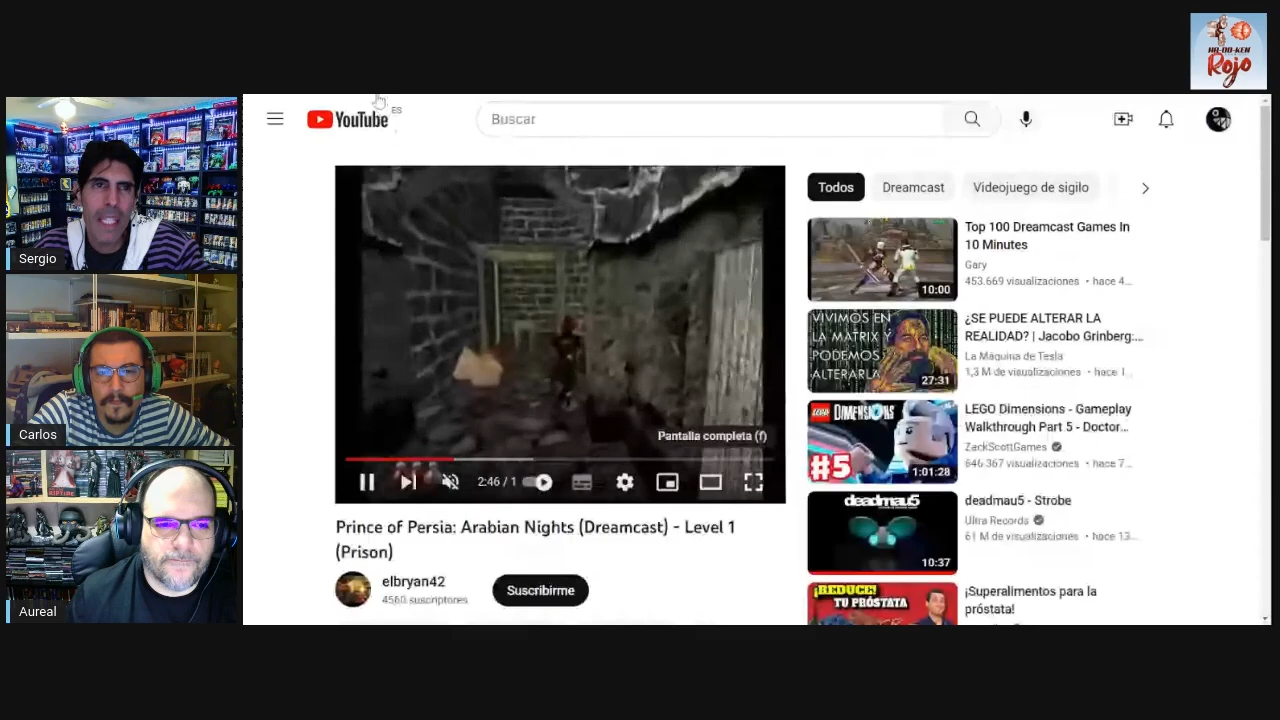 HA-DO-KEN
Rojo
Sergio
Carlos
Aureal
YouTube ES
Buscar
Pantalla completa (f)
2:46 / 1
Prince of Persia: Arabian Nights (Dreamcast) - Level 1
(Prison)
elbryan42
4560 suscriptores
Suscribirme
Todos
Dreamcast
Videojuego de sigilo
10:00
Top 100 Dreamcast Games In
10 Minutes
Gary
453.669 visualizaciones • hace 4...
VIVIMOS EN
LA MATRIX Y
PODEMOS
ALTERARLA
27:31
¿SE PUEDE ALTERAR LA
REALIDAD? | Jacobo Grinberg:...
La Máquina de Tesla
1,3 M de visualizaciones • hace 1...
LEGO DIMENSIONS
#5
1:01:28
LEGO Dimensions - Gameplay
Walkthrough Part 5 - Doctor...
ZackScottGames
646.367 visualizaciones • hace 7...
deadmau5
10:37
deadmau5 - Strobe
Ultra Records
61 M de visualizaciones • hace 13...
¡REDUCE!
TU PRÓSTATA
¡Superalimentos para la
próstata!